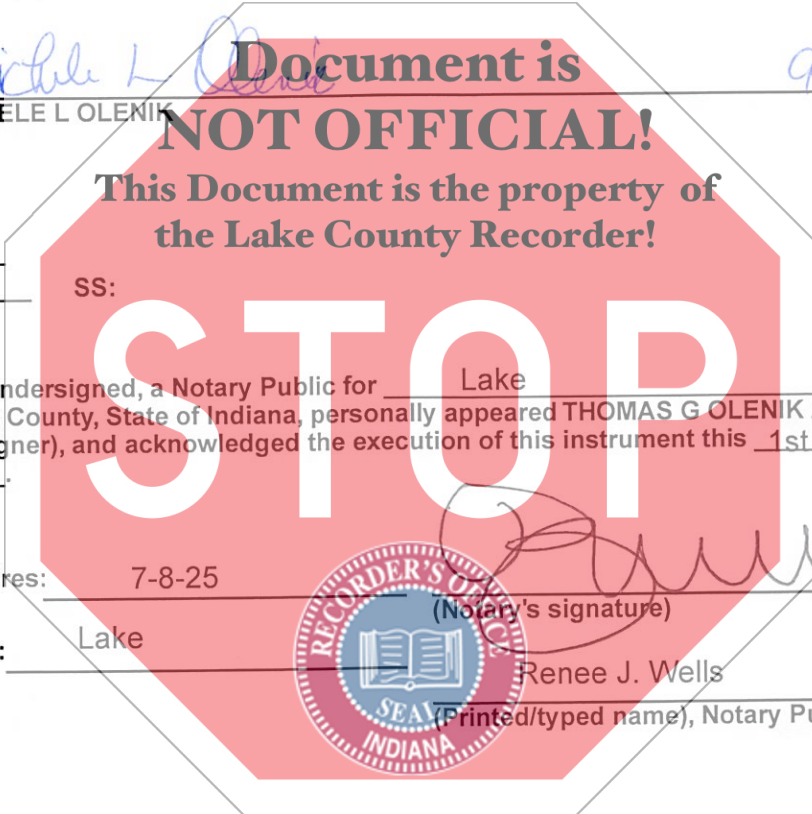 Document is
ichele L Olenik
ELE L OLENIK
NOT OFFICIAL!
This Document is the property of
the Lake County Recorder!
SS:
STOP
ndersigned, a Notary Public for Lake
County, State of Indiana, personally appeared THOMAS G OLENIK
gner), and acknowledged the execution of this instrument this 1st
res: 7-8-25
(Notary's signature)
: Lake
Renee J. Wells
(Printed/typed name), Notary Pu
RECORDER'S OFFICE
SEAL
INDIANA